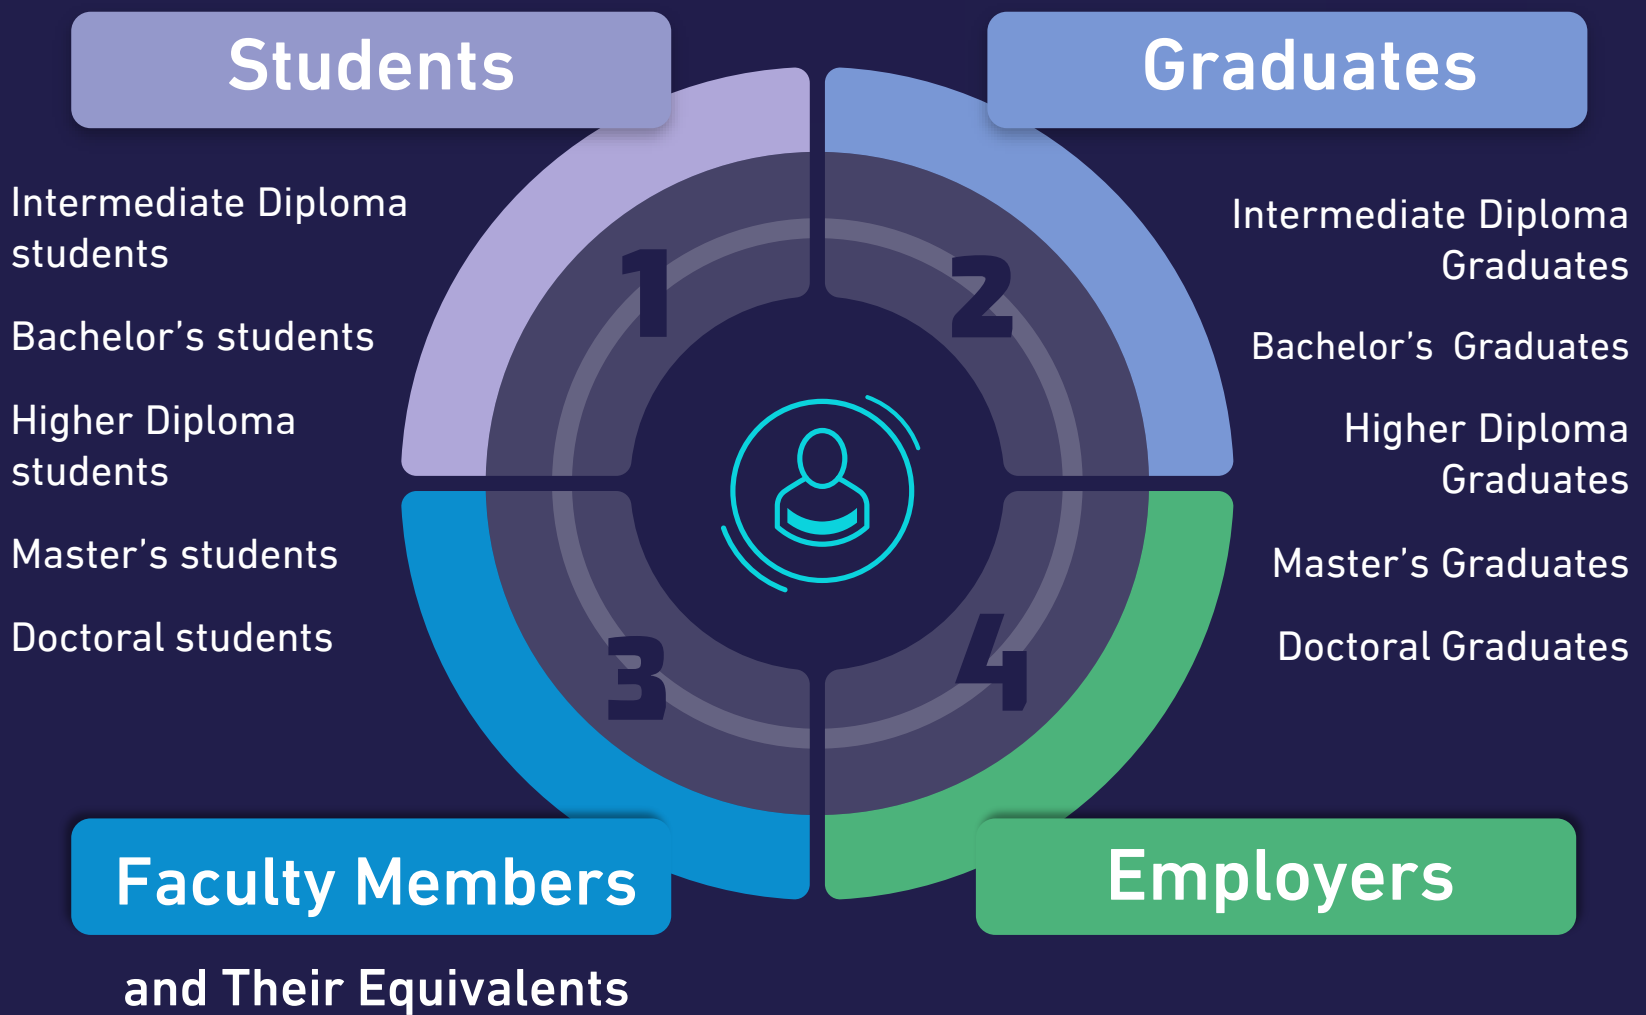 Students
Intermediate Diploma
students
Bachelor’s students
Higher Diploma
students
Master’s students
Doctoral students
1
Graduates
Intermediate Diploma
Graduates
Bachelor’s Graduates
Higher Diploma
Graduates
Master’s Graduates
Doctoral Graduates
2
3
Faculty Members
and Their Equivalents
4
Employers